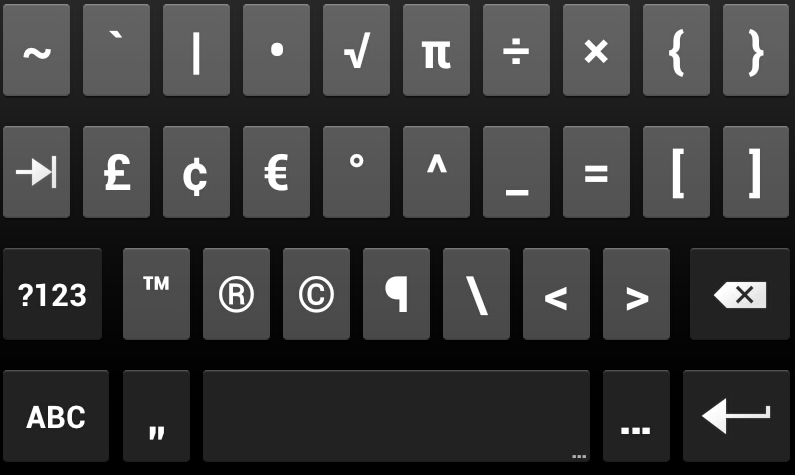 ~ ` | • √ π ÷ × { }
£ ¢ € ° ^ _ = [ ]
?123 ™ ® © ¶ \ < >
ABC „ …